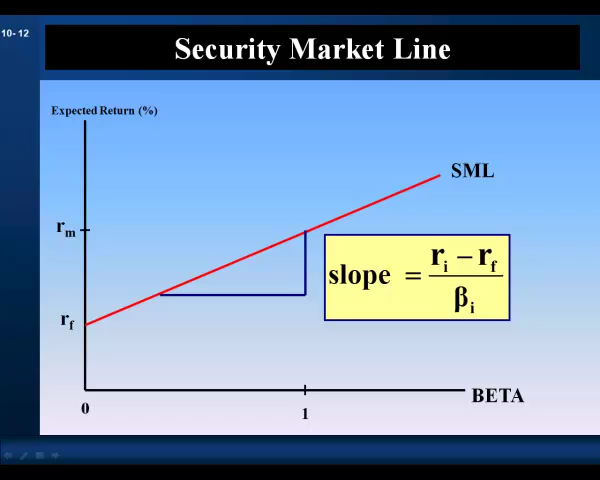 10- 12
Security Market Line
Expected Return (%)
SML
rm
slope = ri − rf
βi
rf
BETA
0
1